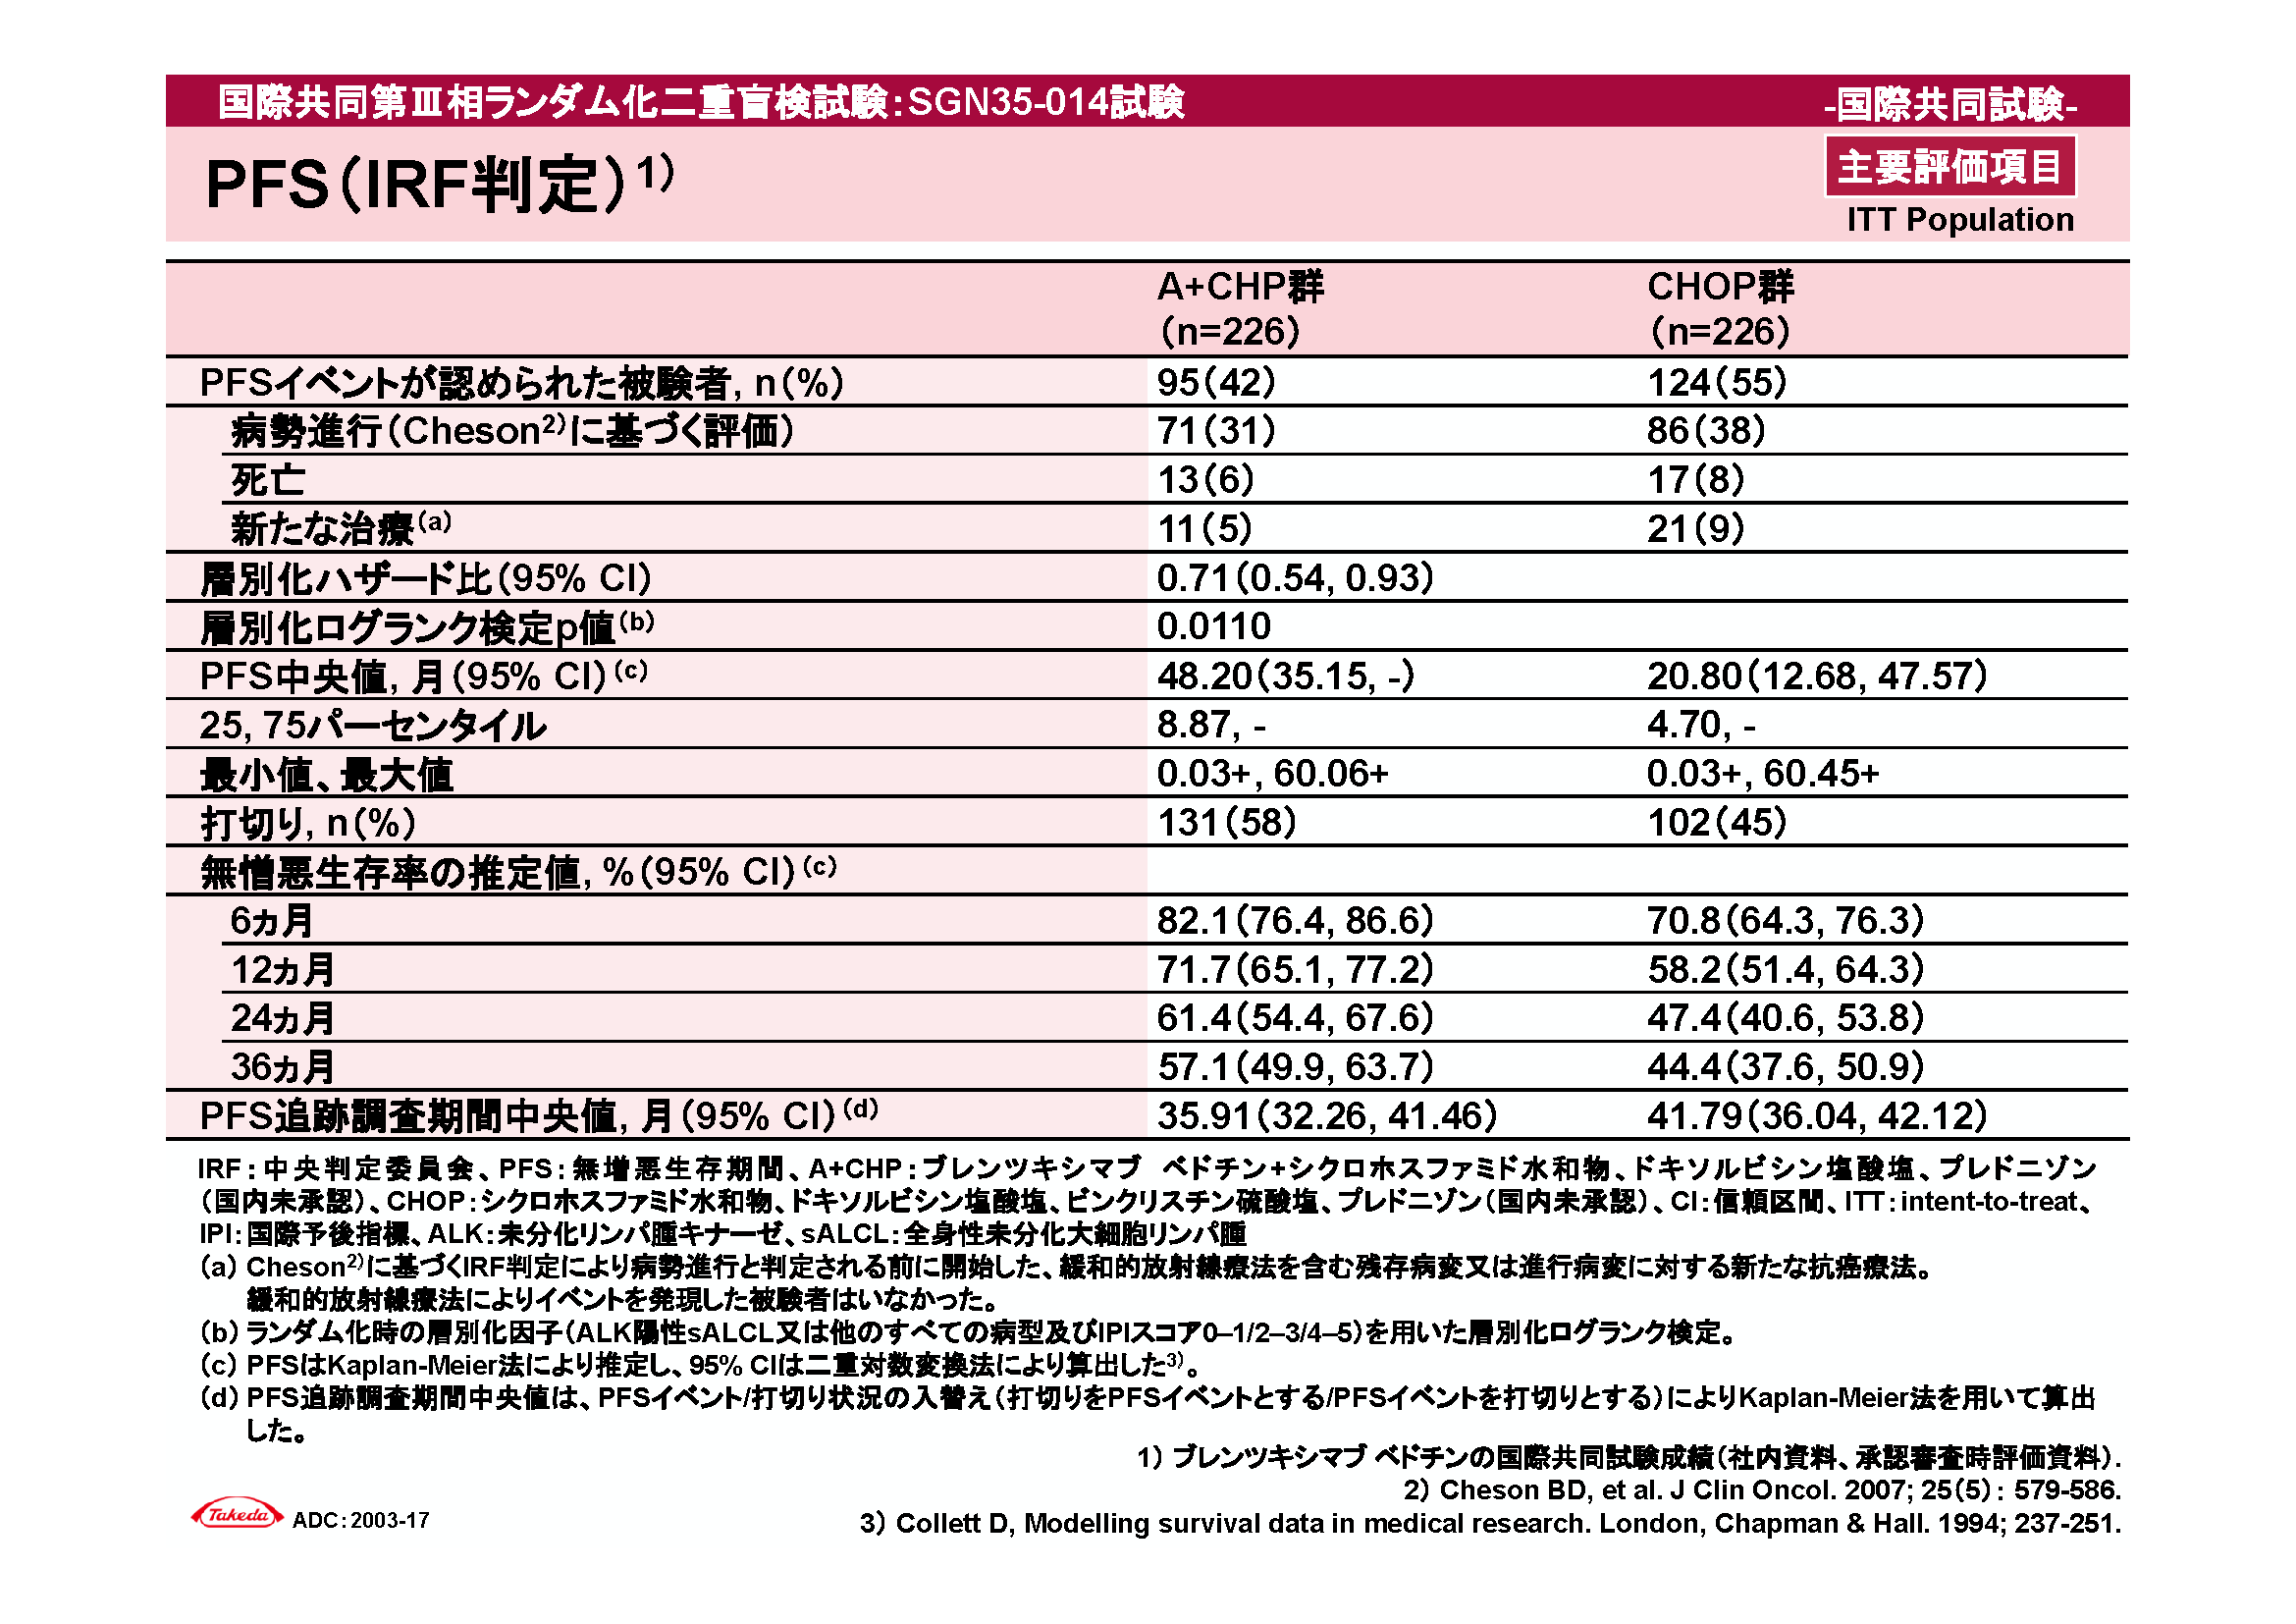 国際共同第Ⅲ相ランダム化二重盲検試験:SGN35-014試験 -国際共同試験-
PFS(IRF判定)1) 主要評価項目
ITT Population
A+CHP群 CHOP群
(n=226) (n=226)
PFSイベントが認められた被験者, n(%) 95(42) 124(55)
病勢進行(Cheson2)に基づく評価) 71(31) 86(38)
死亡 13(6) 17(8)
新たな治療(a) 11(5) 21(9)
層別化ハザード比(95% CI) 0.71(0.54, 0.93)
層別化ログランク検定p値(b) 0.0110
PFS中央値, 月(95% CI)(c) 48.20(35.15, -) 20.80(12.68, 47.57)
25, 75パーセンタイル 8.87, - 4.70, -
最小値、最大値 0.03+, 60.06+ 0.03+, 60.45+
打切り, n(%) 131(58) 102(45)
無憎悪生存率の推定値, %(95% CI)(c)
6ヵ月 82.1(76.4, 86.6) 70.8(64.3, 76.3)
12ヵ月 71.7(65.1, 77.2) 58.2(51.4, 64.3)
24ヵ月 61.4(54.4, 67.6) 47.4(40.6, 53.8)
36ヵ月 57.1(49.9, 63.7) 44.4(37.6, 50.9)
PFS追跡調査期間中央値, 月(95% CI)(d) 35.91(32.26, 41.46) 41.79(36.04, 42.12)
IRF:中央判定委員会、PFS:無増悪生存期間、A+CHP:ブレンツキシマブ ベドチン+シクロホスファミド水和物、ドキソルビシン塩酸塩、プレドニゾン
(国内未承認)、CHOP:シクロホスファミド水和物、ドキソルビシン塩酸塩、ビンクリスチン硫酸塩、プレドニゾン(国内未承認)、CI:信頼区間、ITT:intent-to-treat、
IPI:国際予後指標、ALK:未分化リンパ腫キナーゼ、sALCL:全身性未分化大細胞リンパ腫
(a) Cheson2)に基づくIRF判定により病勢進行と判定される前に開始した、緩和的放射線療法を含む残存病変又は進行病変に対する新たな抗癌療法。
緩和的放射線療法によりイベントを発現した被験者はいなかった。
(b) ランダム化時の層別化因子(ALK陽性sALCL又は他のすべての病型及びIPIスコア0–1/2–3/4–5)を用いた層別化ログランク検定。
(c) PFSはKaplan-Meier法により推定し、95% CIは二重対数変換法により算出した3)。
(d) PFS追跡調査期間中央値は、PFSイベント/打切り状況の入替え(打切りをPFSイベントとする/PFSイベントを打切りとする)によりKaplan-Meier法を用いて算出
した。
1) ブレンツキシマブ ベドチンの国際共同試験成績(社内資料、承認審査時評価資料).
2) Cheson BD, et al. J Clin Oncol. 2007; 25(5): 579-586.
3) Collett D, Modelling survival data in medical research. London, Chapman & Hall. 1994; 237-251.
Takeda ADC:2003-17